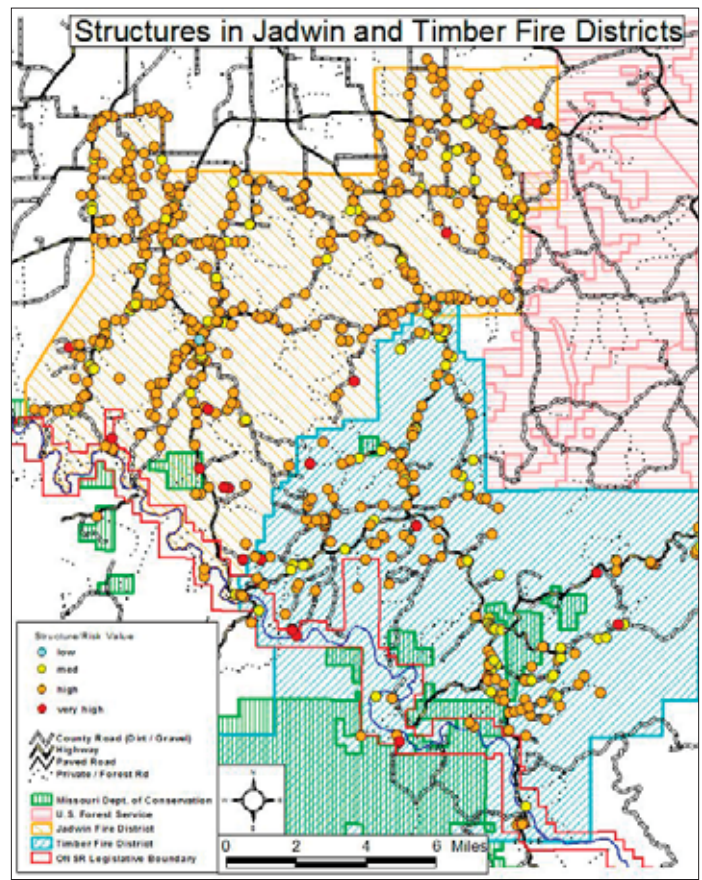 Structures in Jadwin and Timber Fire Districts
Structure/Risk Value
low
med
high
very high
County Road (Dirt / Gravel)
Highway
Paved Road
Private / Forest Rd
Missouri Dept. of Conservation
U.S. Forest Service
Jadwin Fire District
Timber Fire District
ONSR Legislative Boundary
N
0 2 4 6 Miles